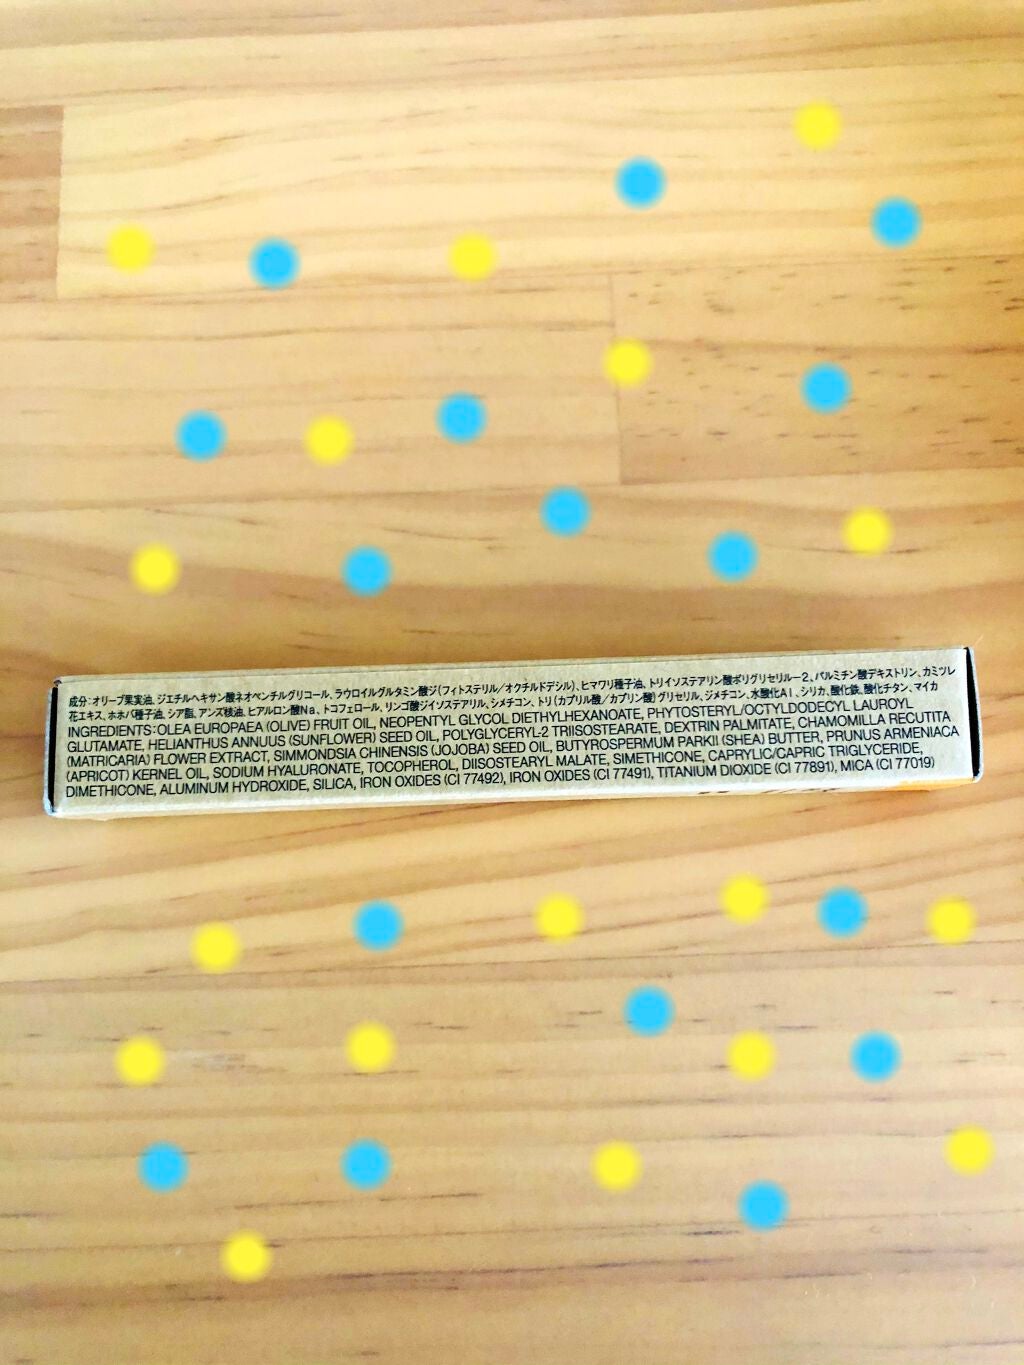 成分:オリーブ果実油、ジエチルヘキサン酸ネオペンチルグリコール、ラウロイルグルタミン酸ジ(フィトステリル/オクチルドデシル)、ヒマワリ種子油、トリイソステアリン酸ポリグリセリル-2、パルミチン酸デキストリン、カミツレ
花エキス、ホホバ種子油、シア脂、アンズ核油、ヒアルロン酸Na、トコフェロール、リンゴ酸ジイソステアリル、シメチコン、トリ(カプリル酸/カプリン酸)グリセリル、ジメチコン、水酸化Al、シリカ、酸化鉄、酸化チタン、マイカ
INGREDIENTS:OLEA EUROPAEA (OLIVE) FRUIT OIL, NEOPENTYL GLYCOL DIETHYLHEXANOATE, PHYTOSTERYL/OCTYLDODECYL LAUROYL
GLUTAMATE, HELIANTHUS ANNUUS (SUNFLOWER) SEED OIL, POLYGLYCERYL-2 TRIISOSTEARATE, DEXTRIN PALMITATE, CHAMOMILLA RECUTITA
(MATRICARIA) FLOWER EXTRACT, SIMMONDSIA CHINENSIS (JOJOBA) SEED OIL, BUTYROSPERMUM PARKII (SHEA) BUTTER, PRUNUS ARMENIACA
(APRICOT) KERNEL OIL, SODIUM HYALURONATE, TOCOPHEROL, DIISOSTEARYL MALATE, SIMETHICONE, CAPRYLIC/CAPRIC TRIGLYCERIDE,
DIMETHICONE, ALUMINUM HYDROXIDE, SILICA, IRON OXIDES (CI 77492), IRON OXIDES (CI 77491), TITANIUM DIOXIDE (CI 77891), MICA (CI 77019)